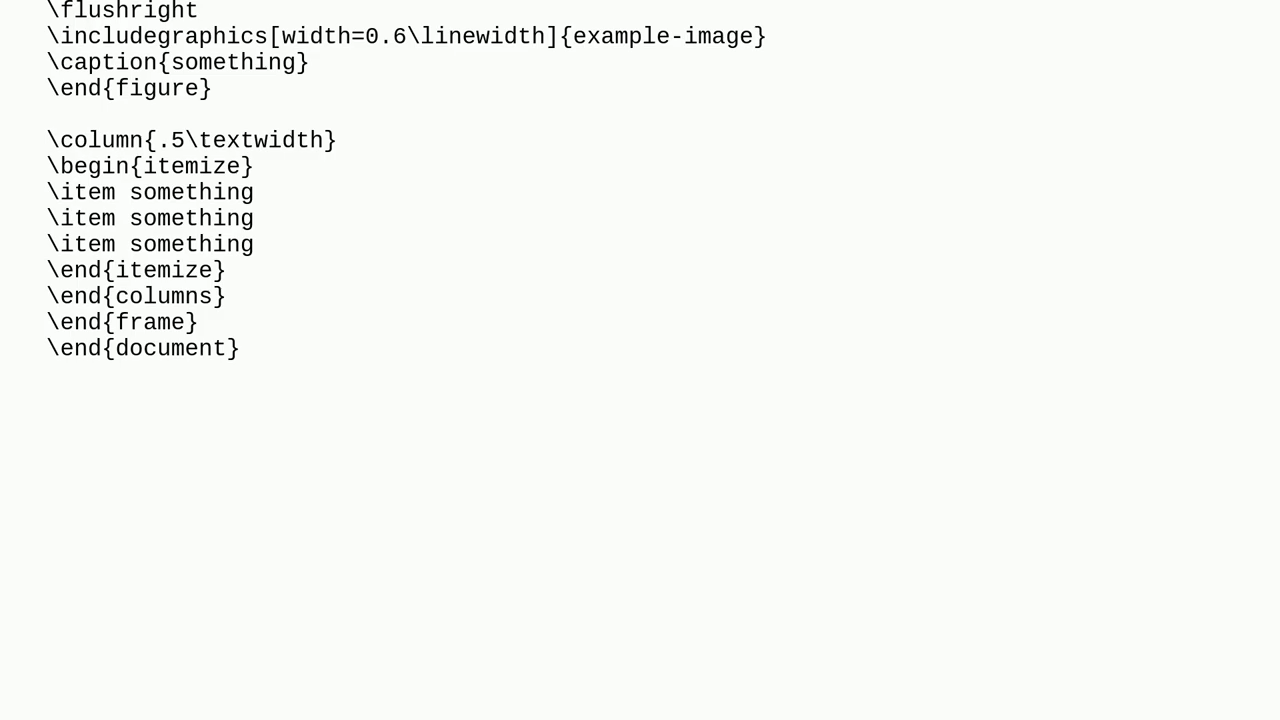 \flushright
\includegraphics[width=0.6\linewidth]{example-image}
\caption{something}
\end{figure}

\column{.5\textwidth}
\begin{itemize}
\item something
\item something
\item something
\end{itemize}
\end{columns}
\end{frame}
\end{document}